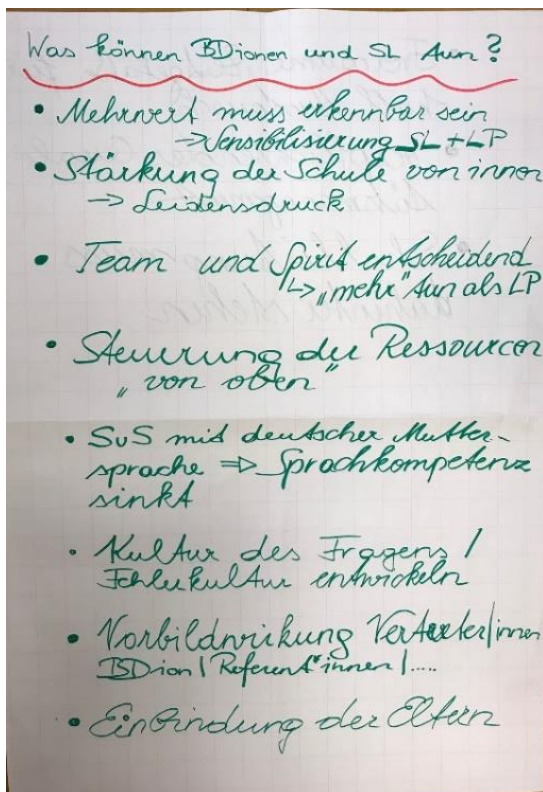 Was können BDionen und SL tun?
• Mehrwert muss erkennbar sein
→ Sensibilisierung SL + LP
• Stärkung der Schule von innen
→ Leidensdruck
• Team und Spirit entscheidend
↳ "mehr" tun als LP
• Steuerung der Ressourcen
"von oben"
• SuS mit deutscher Mutter-
sprache ⇒ Sprachkompetenz
sinkt
• Kultur des Fragens /
Fehlerkultur entwickeln
• Vorbildwirkung Vertreter/innen
BDion / Referent*innen / .....
• Einbindung der Eltern